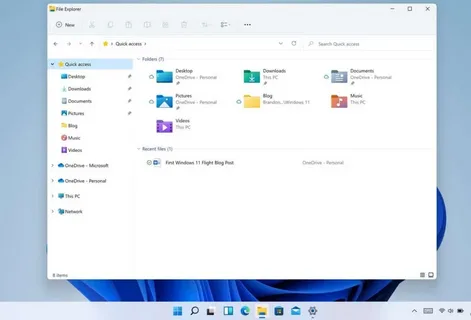 File Explorer
New
Quick access
Search Quick access
Quick access
Desktop
Downloads
Documents
Pictures
Blog
Music
Videos
OneDrive - Microsoft
OneDrive - Personal
This PC
Network
Folders (7)
Desktop
OneDrive - Personal
Downloads
This PC
Documents
OneDrive - Personal
Pictures
OneDrive - Personal
Blog
Music
This PC
Videos
This PC
Recent files (1)
First Windows 11 Flight Blog Post
OneDrive - Personal
8 items